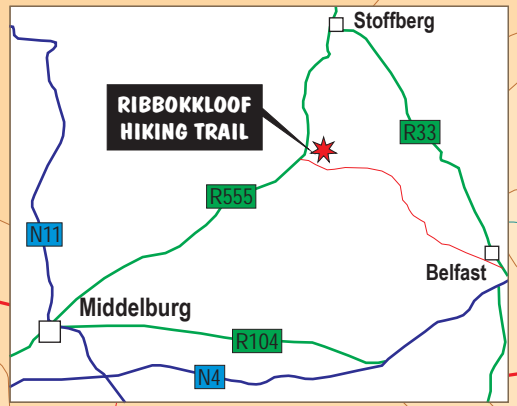 Stoffberg
RIBBOKKLOOF
HIKING TRAIL
R33
R555
N11
Belfast
Middelburg
R104
N4